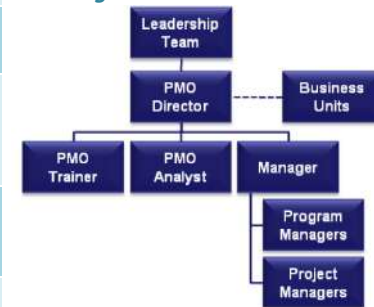 Leadership
Team
PMO
Director
Business
Units
PMO
Trainer
PMO
Analyst
Manager
Program
Managers
Project
Managers